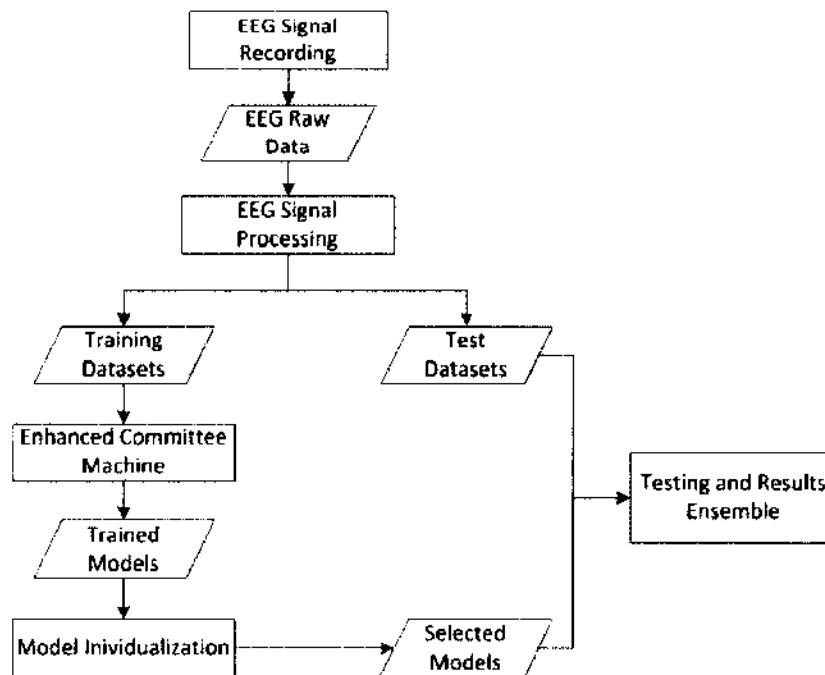 EEG Signal
Recording
EEG Raw
Data
EEG Signal
Processing
Training
Datasets
Test
Datasets
Enhanced Committee
Machine
Testing and Results
Ensemble
Trained
Models
Model Inividualization
Selected
Models